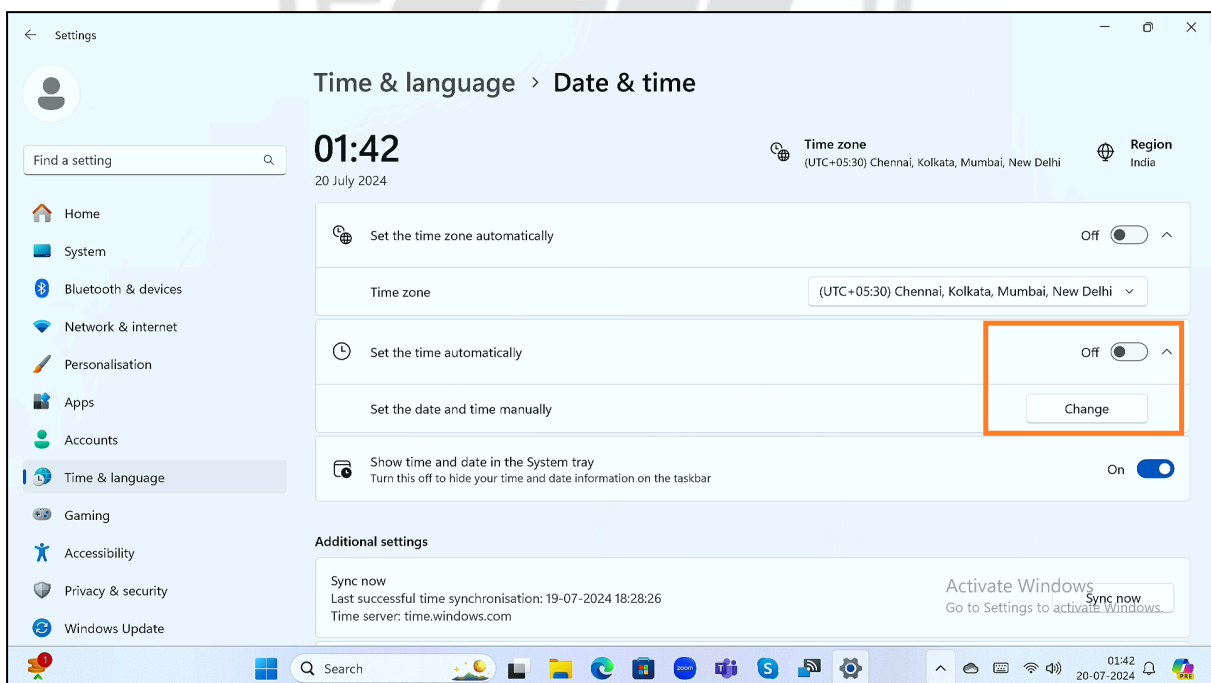 Settings
Time & language > Date & time
01:42
20 July 2024
Time zone
(UTC+05:30) Chennai, Kolkata, Mumbai, New Delhi
Region
India
Find a setting
Home
System
Bluetooth & devices
Network & internet
Personalisation
Apps
Accounts
Time & language
Gaming
Accessibility
Privacy & security
Windows Update
Set the time zone automatically
Off
Time zone
(UTC+05:30) Chennai, Kolkata, Mumbai, New Delhi
Set the time automatically
Off
Set the date and time manually
Change
Show time and date in the System tray
Turn this off to hide your time and date information on the taskbar
On
Additional settings
Sync now
Last successful time synchronisation: 19-07-2024 18:28:26
Time server: time.windows.com
Sync now
Activate Windows
Go to Settings to activate Windows.
1
Search
zoom
S
01:42
20-07-2024
PRE